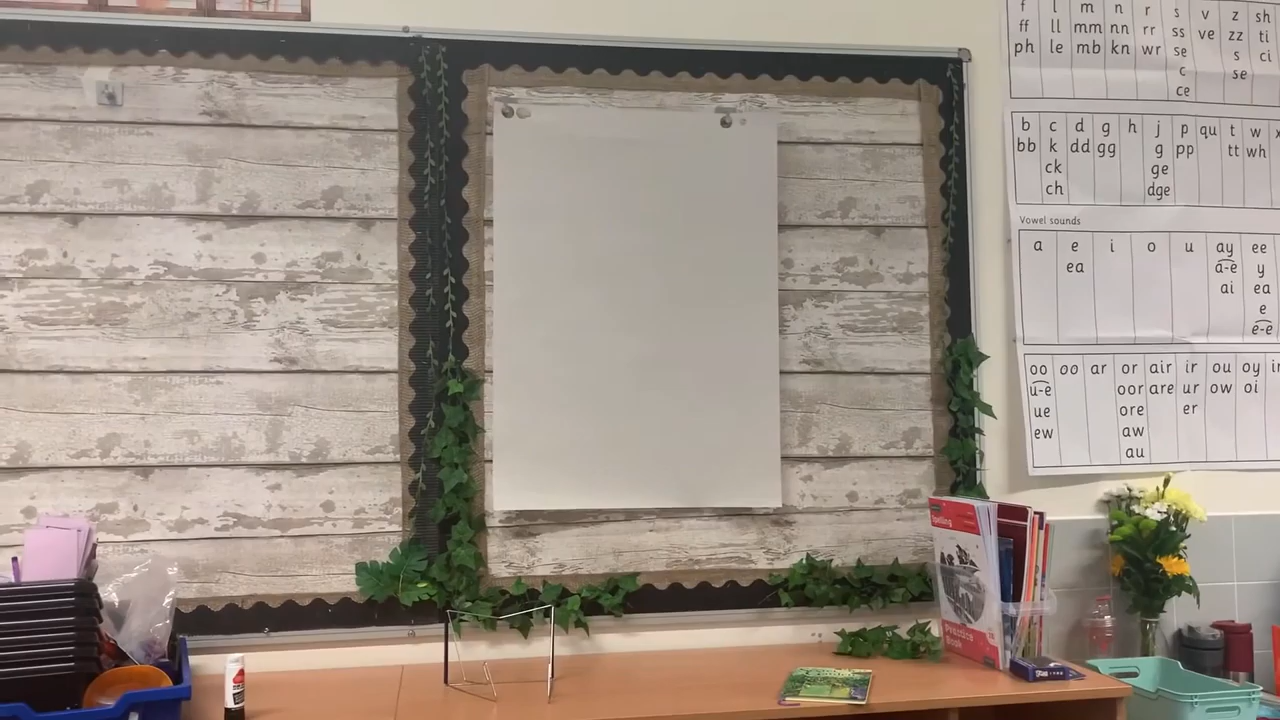 f l m n r s v z sh
ff ll mm nn rr ss ve zz ti
ph le mb kn wr se s ci
c se
ce
b c d g h j p qu t w x
bb k dd gg g pp tt wh
ck ge
ch dge
Vowel sounds
a e i o u ay ee
ea a-e y
ai ea
e
e-e
oo oo ar or air ir ou oy
u-e oor are ur ow oi
ue ore er
ew aw
au
Spelling
Practice
Book